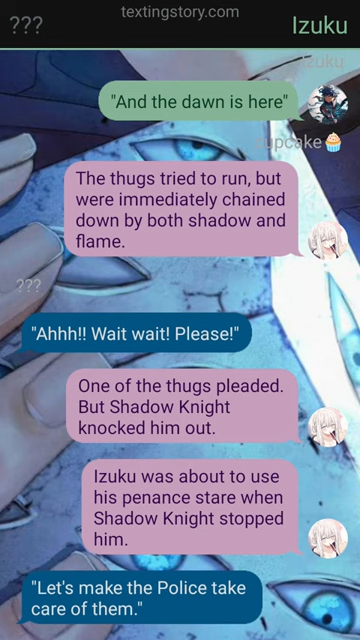 textingstory.com
???
Izuku
Izuku
"And the dawn is here"
cupcake🧁
The thugs tried to run, but
were immediately chained
down by both shadow and
flame.
???
"Ahhh!! Wait wait! Please!"
One of the thugs pleaded.
But Shadow Knight
knocked him out.
Izuku was about to use
his penance stare when
Shadow Knight stopped
him.
"Let's make the Police take
care of them."